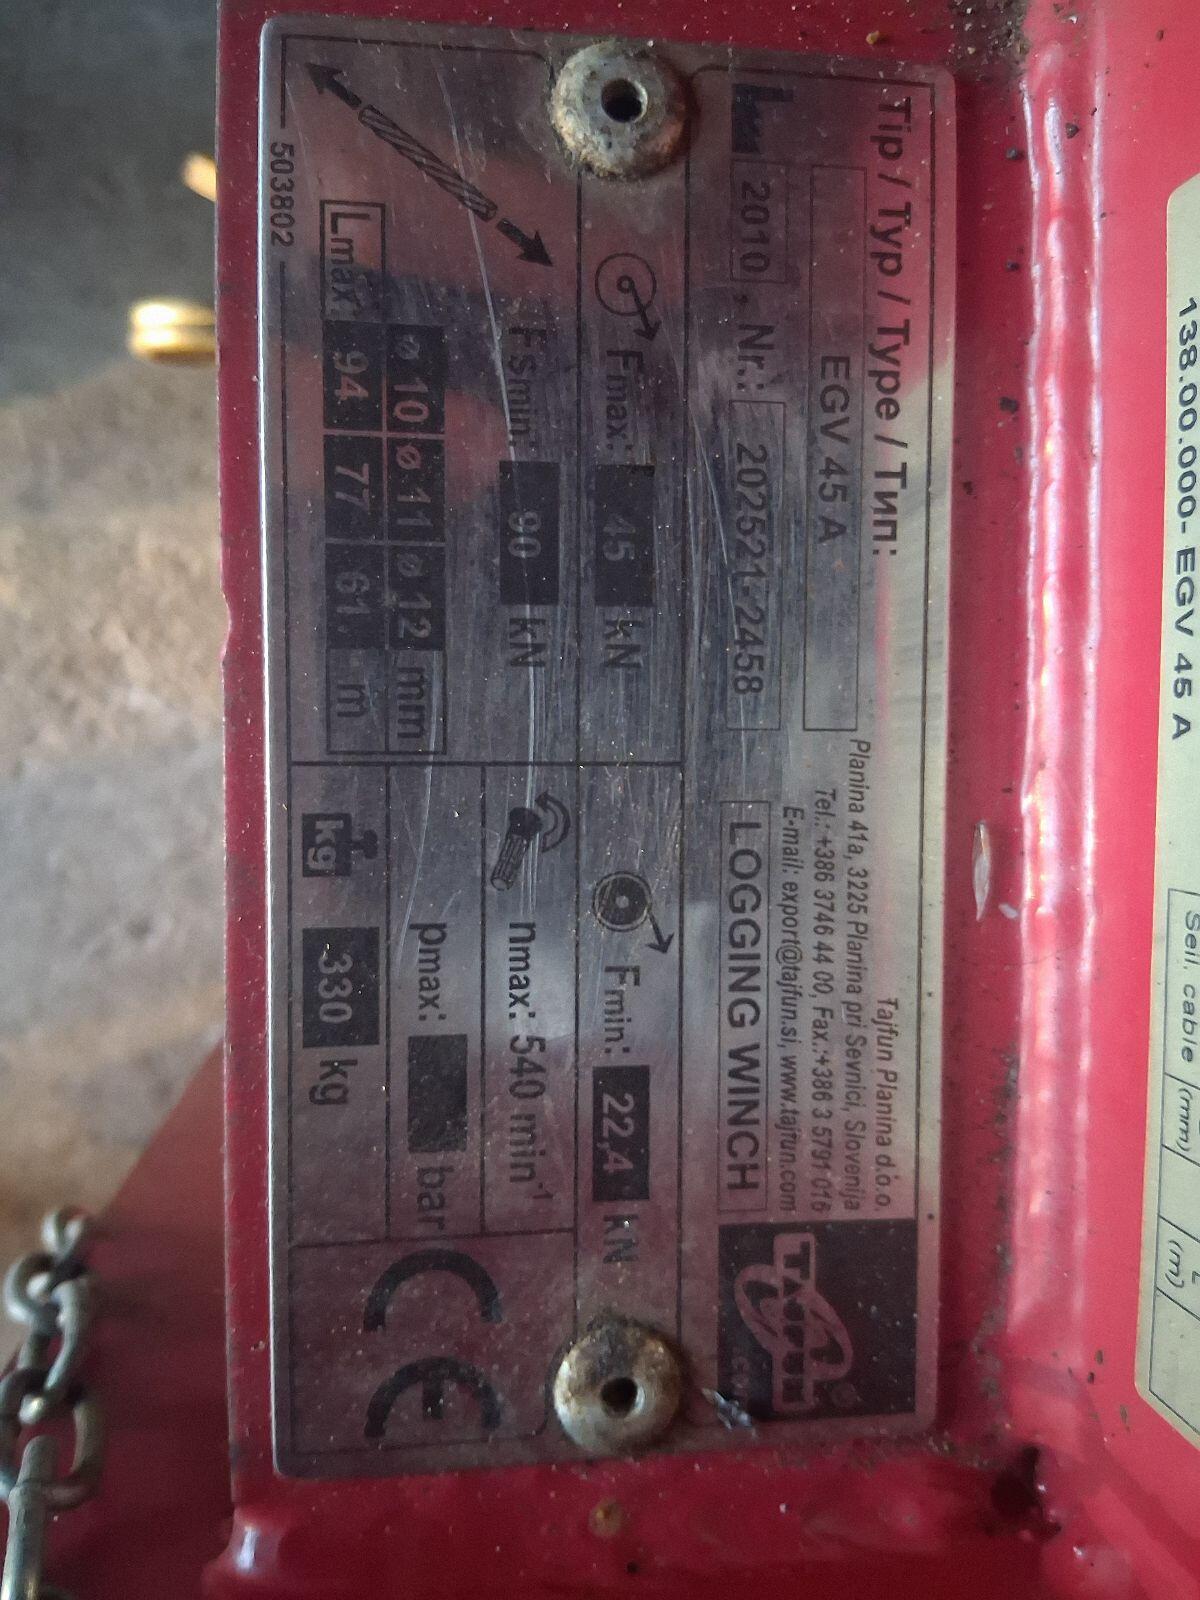 Tip / Typ / Type / Тип:
EGV 45 A
2010, Nr.: 202521-2458
Tajfun Planina d.o.o.
Planina 41a, 3225 Planina pri Sevnici, Slovenija
Tel.: +386 3746 44 00, Fax.:+386 3 5791 016
E-mail: export@tajfun.si, www.tajfun.com
LOGGING WINCH
TAJFUN®
.com
Fmax: 45 kN
Fmin: 22,4 kN
FSmin: 90 kN
nmax: 540 min-1
ø 10 ø 11 ø 12 mm
Lmax: 94 77 61. m
pmax: bar
kg 330 kg
CE
503802
138.00.000- EGV 45 A
Seil, cable (mm)
L
(m)